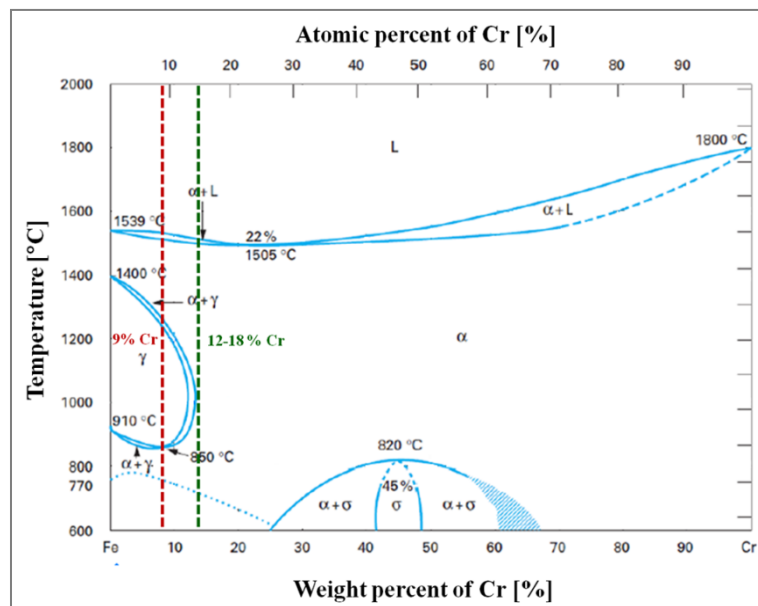 Atomic percent of Cr [%]
10 20 30 40 50 60 70 80 90
2000
L
1800 °C
1800
α+L
α+L
1539 °C
22 %
1600
1505 °C
1400 °C
1400
α+γ
1200
9% Cr
12-18 % Cr
α
γ
1000
910 °C
820 °C
850 °C
α+γ
800
770
45 %
α+σ
σ
α+σ
600
Fe 10 20 30 40 50 60 70 80 90 Cr
Weight percent of Cr [%]
Temperature [°C]